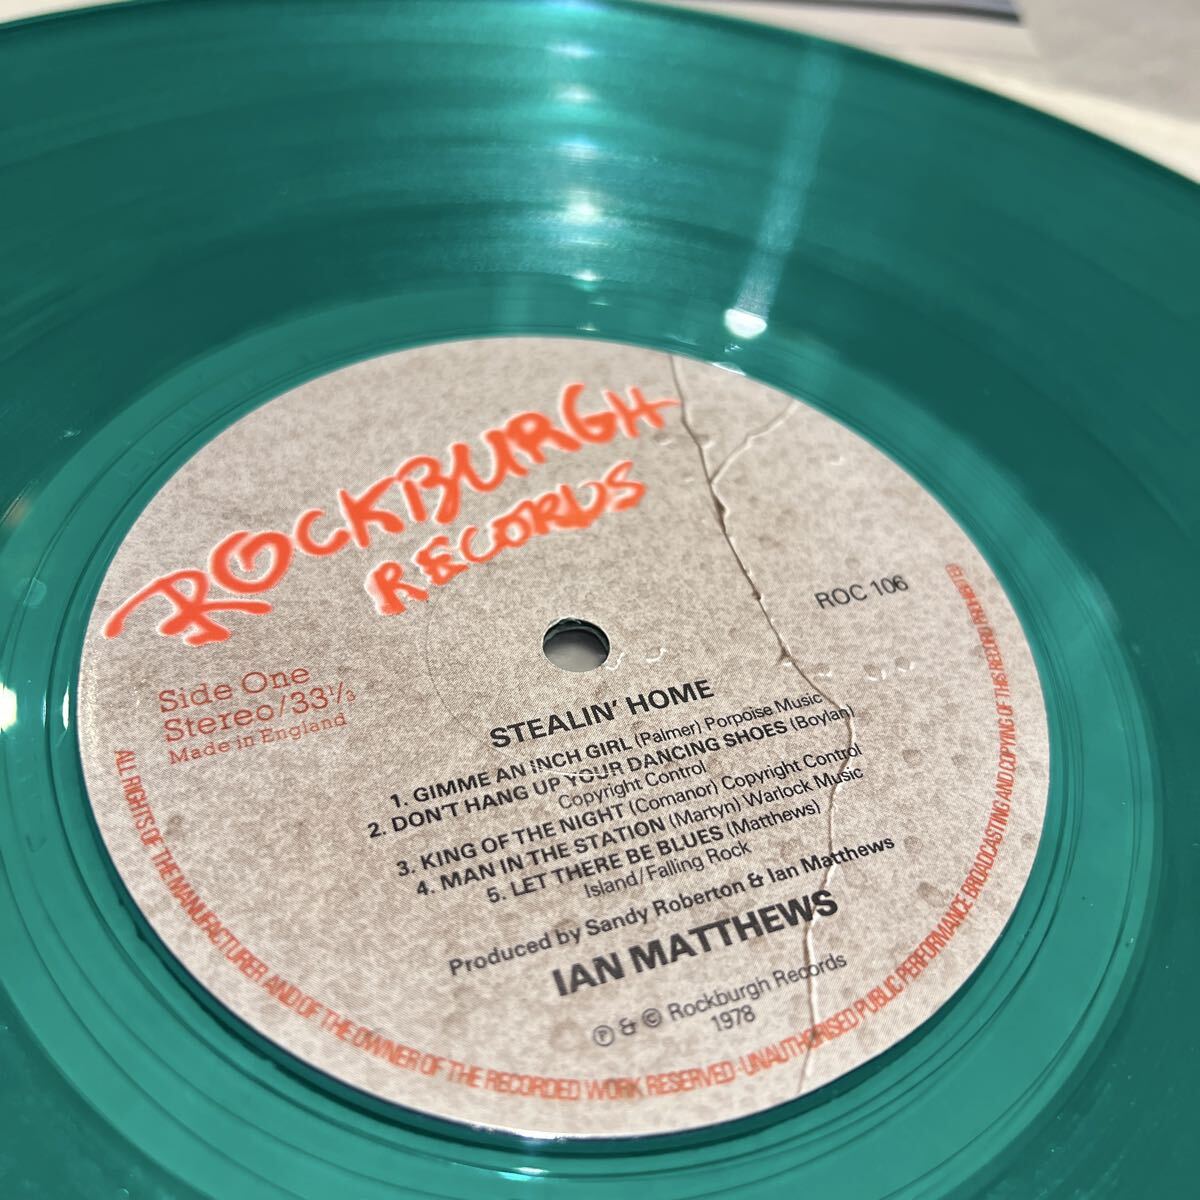 ROCKBURGH
RECORDS
Side One
Stereo/33 1/3
Made in England
ROC 106
STEALIN' HOME
1. GIMME AN INCH GIRL (Palmer) Porpoise Music
2. DON'T HANG UP YOUR DANCING SHOES (Boylan)
Copyright Control
3. KING OF THE NIGHT (Comanor) Copyright Control
4. MAN IN THE STATION (Martyn) Warlock Music
5. LET THERE BE BLUES (Matthews)
Island/Falling Rock
Produced by Sandy Roberton & Ian Matthews
IAN MATTHEWS
℗ & © Rockburgh Records
1978
ALL RIGHTS OF THE MANUFACTURER AND OF THE OWNER OF THE RECORDED WORK RESERVED·UNAUTHORISED PUBLIC PERFORMANCE BROADCASTING AND COPYING OF THIS RECORD PROHIBITED